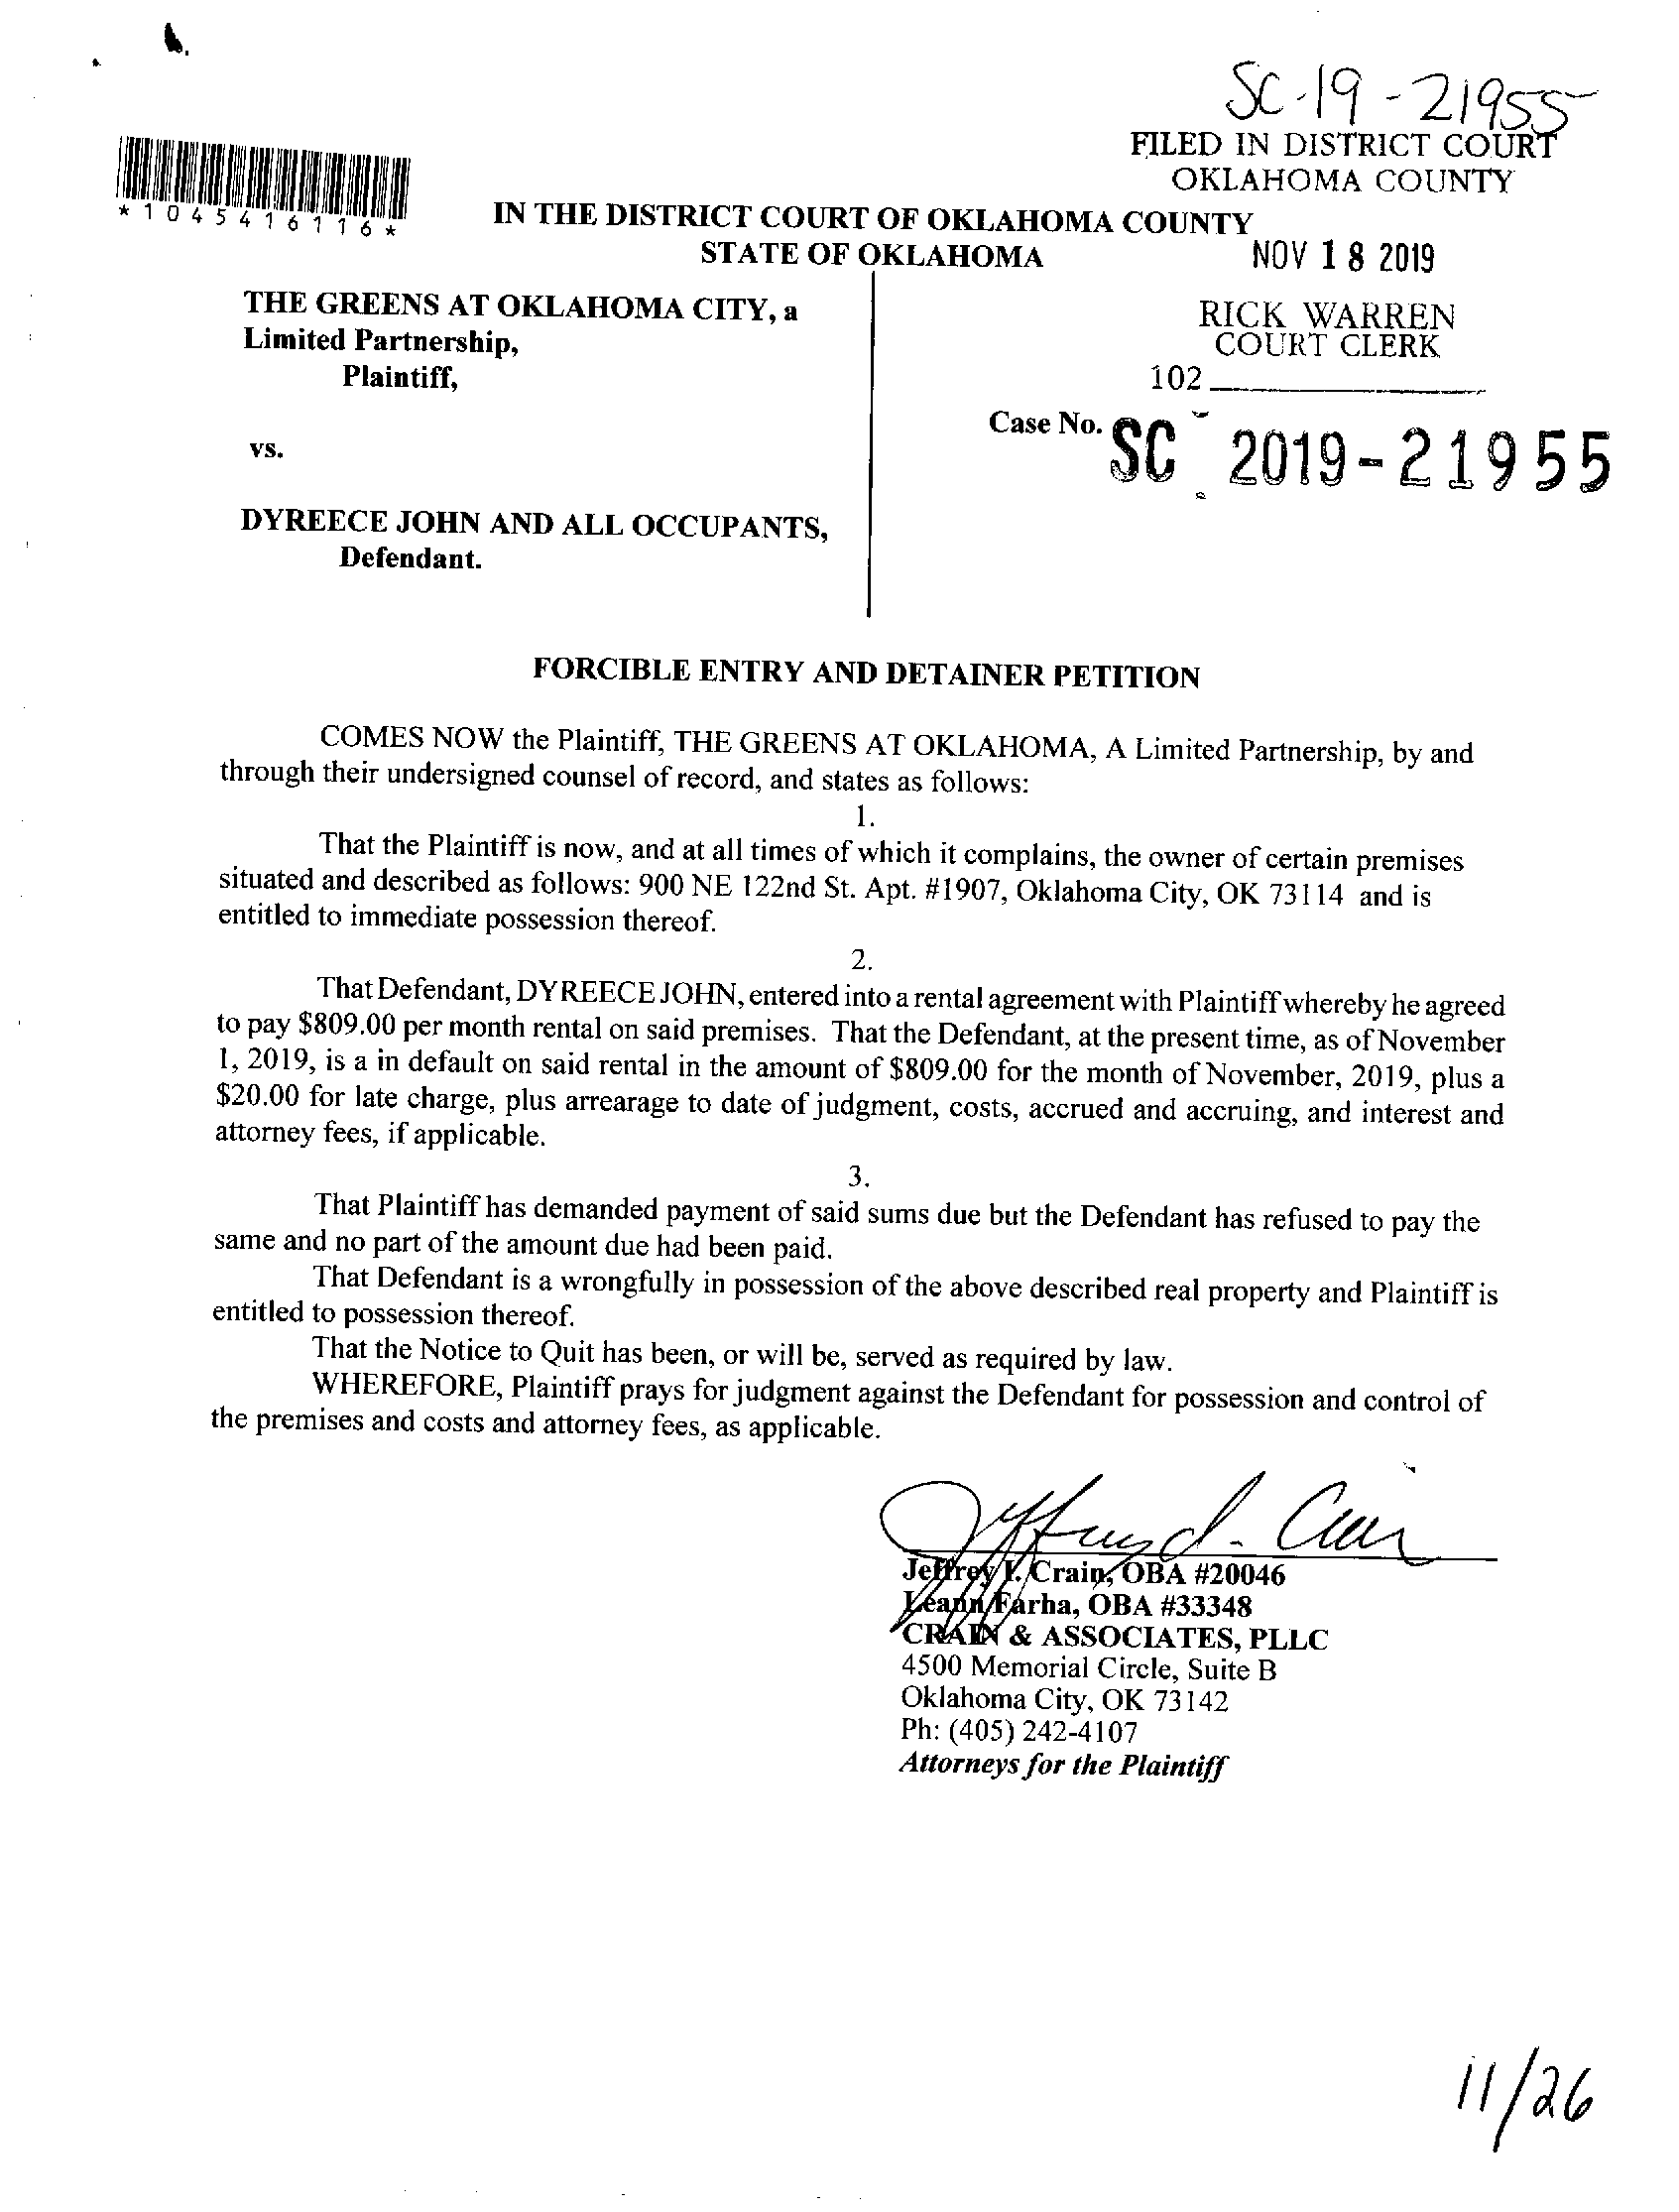 SC-19-21955
FILED IN DISTRICT COURT
OKLAHOMA COUNTY
*1045416116*
IN THE DISTRICT COURT OF OKLAHOMA COUNTY
STATE OF OKLAHOMA
NOV 18 2019
THE GREENS AT OKLAHOMA CITY, a
Limited Partnership,
Plaintiff,
RICK WARREN
COURT CLERK
102
Case No. SC - 2019-21955
vs.
DYREECE JOHN AND ALL OCCUPANTS,
Defendant.
FORCIBLE ENTRY AND DETAINER PETITION
COMES NOW the Plaintiff, THE GREENS AT OKLAHOMA, A Limited Partnership, by and
through their undersigned counsel of record, and states as follows:
1.
That the Plaintiff is now, and at all times of which it complains, the owner of certain premises
situated and described as follows: 900 NE 122nd St. Apt. #1907, Oklahoma City, OK 73114 and is
entitled to immediate possession thereof.
2.
That Defendant, DYREECE JOHN, entered into a rental agreement with Plaintiff whereby he agreed
to pay $809.00 per month rental on said premises. That the Defendant, at the present time, as of November
1, 2019, is a in default on said rental in the amount of $809.00 for the month of November, 2019, plus a
$20.00 for late charge, plus arrearage to date of judgment, costs, accrued and accruing, and interest and
attorney fees, if applicable.
3.
That Plaintiff has demanded payment of said sums due but the Defendant has refused to pay the
same and no part of the amount due had been paid.
That Defendant is a wrongfully in possession of the above described real property and Plaintiff is
entitled to possession thereof.
That the Notice to Quit has been, or will be, served as required by law.
WHEREFORE, Plaintiff prays for judgment against the Defendant for possession and control of
the premises and costs and attorney fees, as applicable.
Jeffrey I. Crain, OBA #20046
Leann Farha, OBA #33348
CRAIN & ASSOCIATES, PLLC
4500 Memorial Circle, Suite B
Oklahoma City, OK 73142
Ph: (405) 242-4107
Attorneys for the Plaintiff
11/26